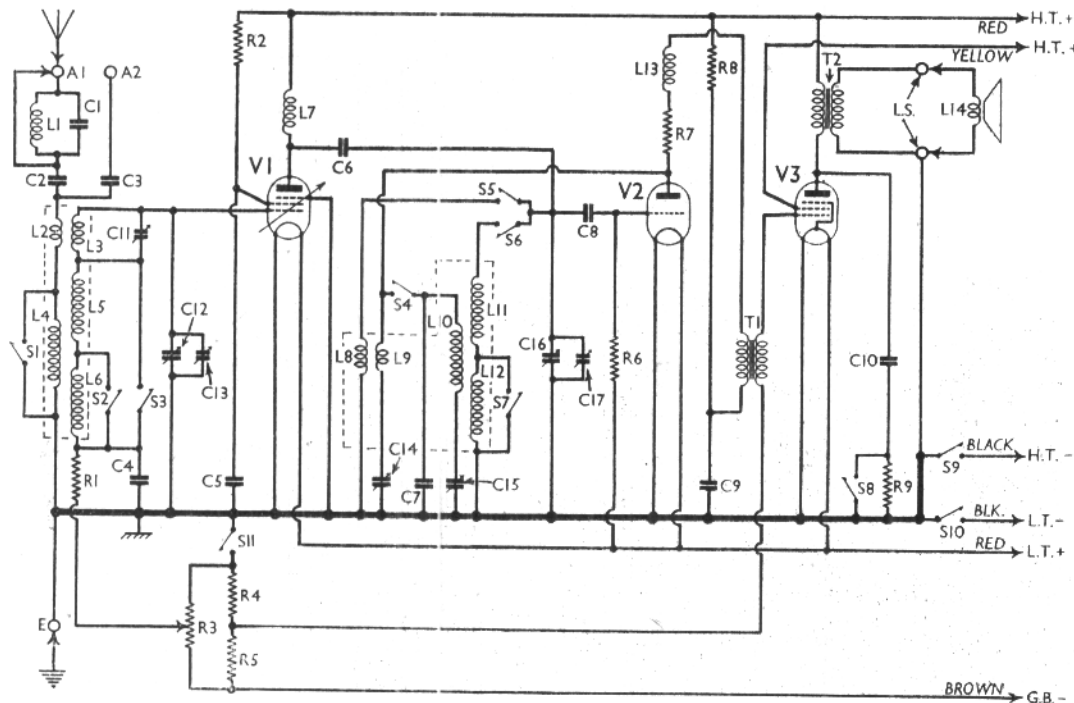 H.T.+
RED
H.T.+
YELLOW
A1
A2
R2
L13
R8
T2
C1
L1
L7
L.S.
L14
R7
V1
C6
V2
V3
C2
C3
S5
S6
C8
L2
L3
C11
L5
L4
S1
C12
C13
S4
L10
L11
L8
L9
L12
S7
C16
C17
R6
T1
C10
L6
S2
S3
C14
C7
C15
R1
C4
C5
C9
S8
R9
S9
BLACK
H.T.-
S10
BLK.
L.T.-
RED
L.T.+
S11
R4
R3
R5
E
BROWN
G.B.-